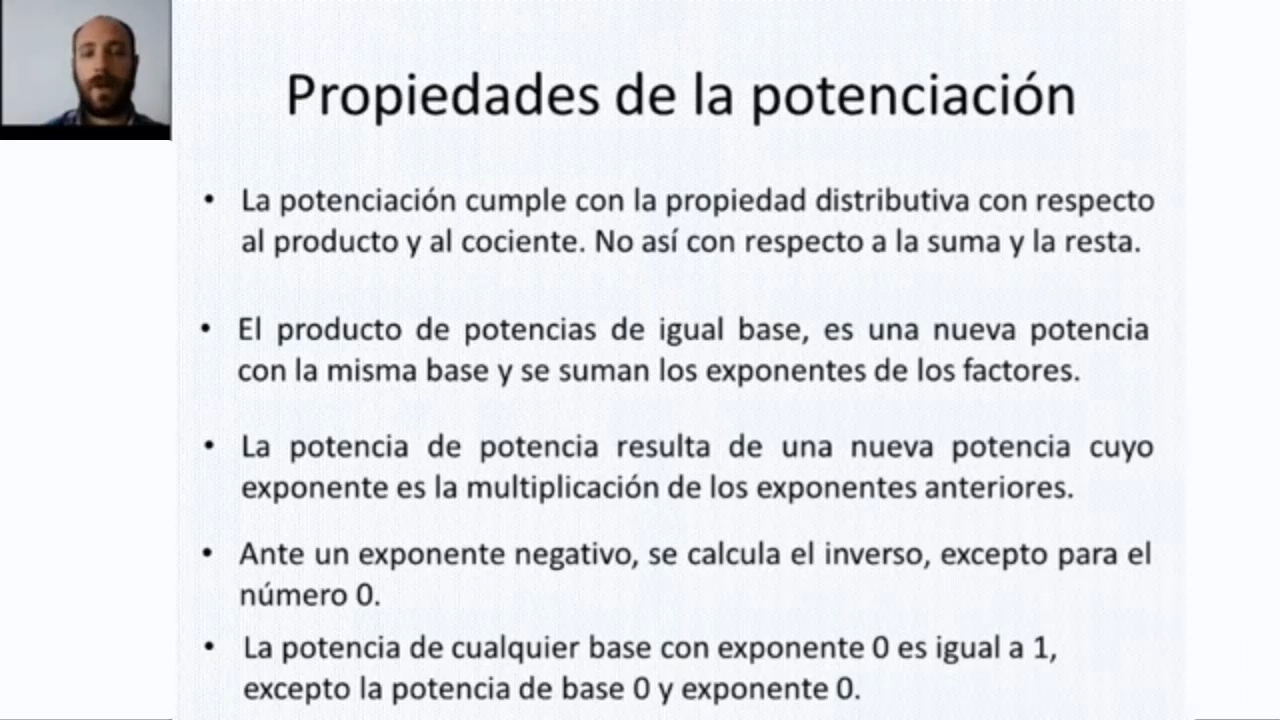 Propiedades de la potenciación
• La potenciación cumple con la propiedad distributiva con respecto
al producto y al cociente. No así con respecto a la suma y la resta.
• El producto de potencias de igual base, es una nueva potencia
con la misma base y se suman los exponentes de los factores.
• La potencia de potencia resulta de una nueva potencia cuyo
exponente es la multiplicación de los exponentes anteriores.
• Ante un exponente negativo, se calcula el inverso, excepto para el
número 0.
• La potencia de cualquier base con exponente 0 es igual a 1,
excepto la potencia de base 0 y exponente 0.